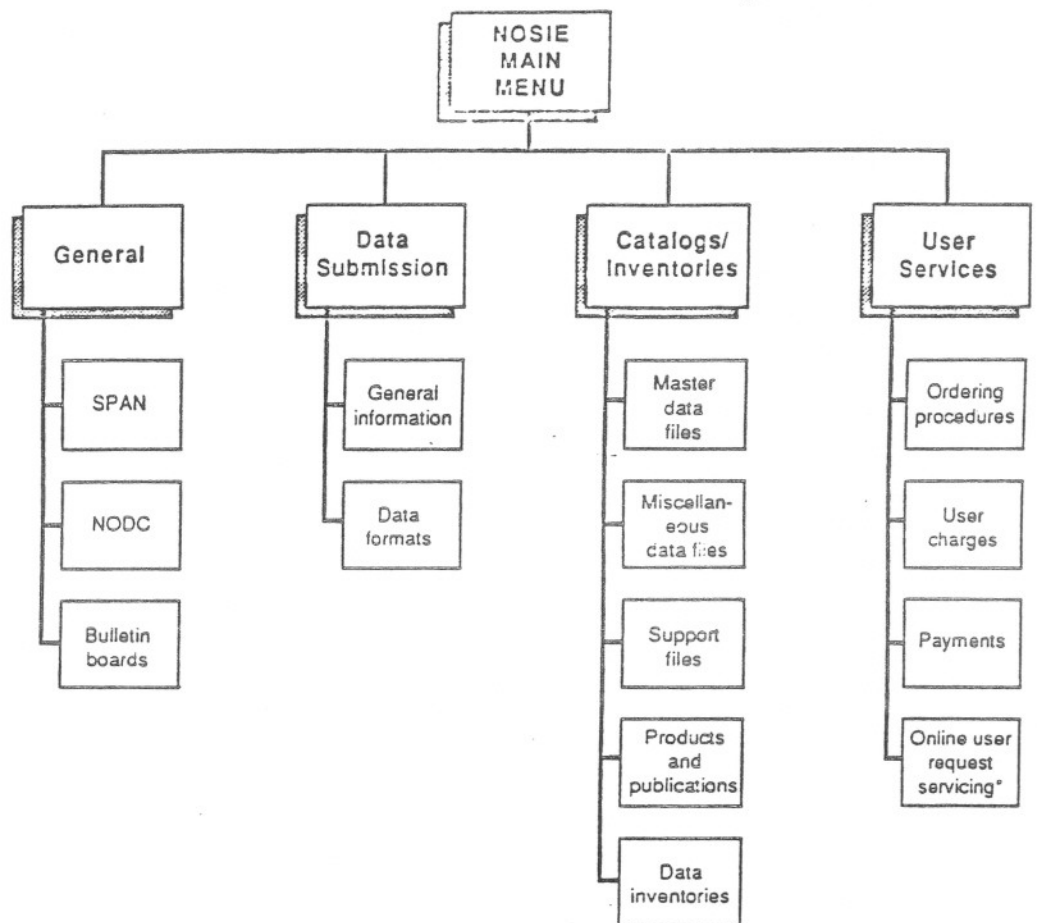 NOSIE
MAIN
MENU
General
Data
Submission
Catalogs/
Inventories
User
Services
SPAN
NODC
Bulletin
boards
General
information
Data
formats
Master
data
files
Miscellan-
eous
data files
Support
files
Products
and
publications
Data
inventories
Ordering
procedures
User
charges
Payments
Online user
request
servicing*